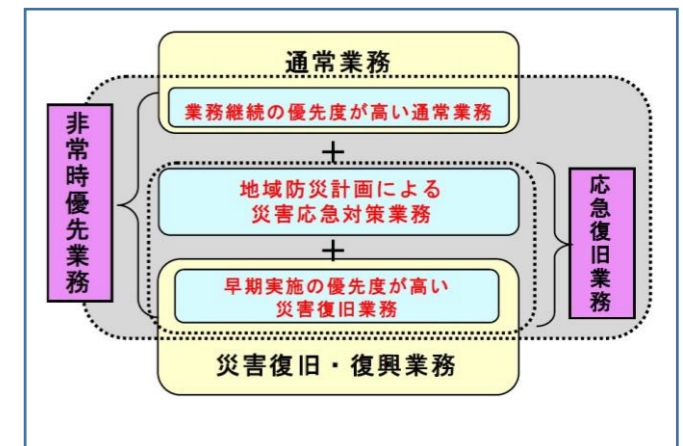 通常業務
業務継続の優先度が高い通常業務
+
非常時優先業務
地域防災計画による
災害応急対策業務
応急復旧業務
+
早期実施の優先度が高い
災害復旧業務
災害復旧・復興業務